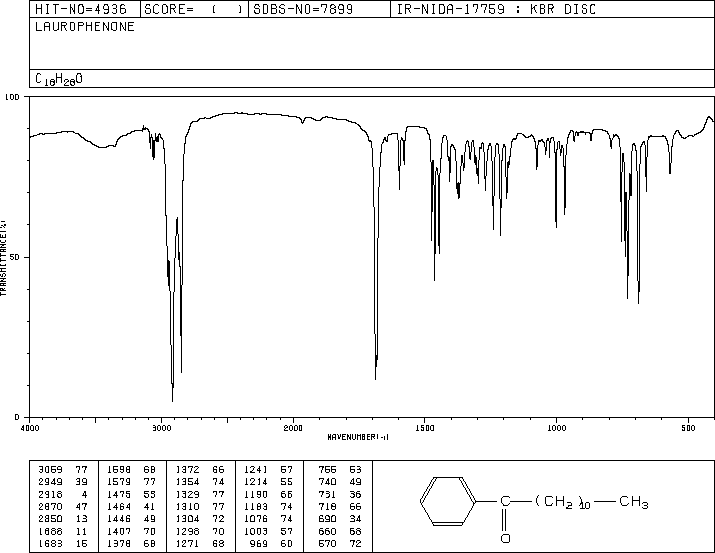 HIT-NO=4936 SCORE= ( ) SDBS-NO=7899 IR-NIDA-17759 : KBR DISC
LAUROPHENONE
C18H28O
100
50
0
TRANSMITTANCE(%)
4000 3000 2000 1500 1000 500
WAVENUMBER(-1)
3059 77 1598 68 1372 66 1241 57 756 53
2949 39 1579 77 1354 74 1214 55 740 49
2918 4 1475 55 1329 77 1190 66 731 36
2870 47 1464 41 1310 77 1183 74 718 66
2850 13 1446 49 1304 72 1076 74 690 34
1686 11 1407 70 1298 70 1003 57 660 68
1683 15 1378 68 1271 68 969 60 570 72
C (CH2)10 CH3
O